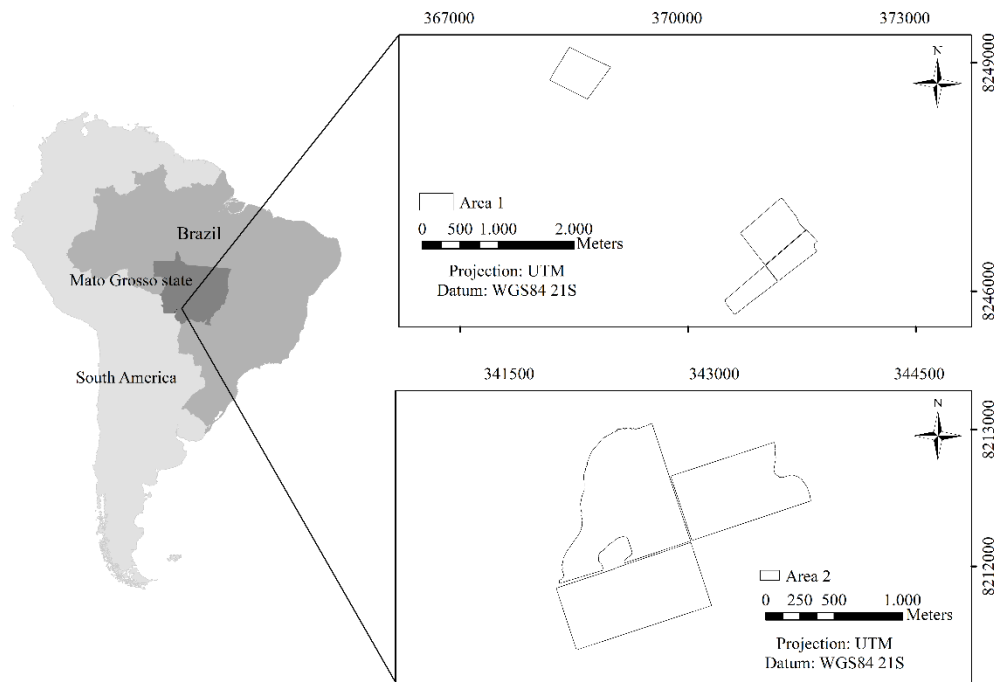 Brazil
Mato Grosso state
South America
367000 370000 373000
N
8249000
8246000
Area 1
0 500 1.000 2.000
Meters
Projection: UTM
Datum: WGS84 21S
341500 343000 344500
N
8213000
8212000
Area 2
0 250 500 1.000
Meters
Projection: UTM
Datum: WGS84 21S